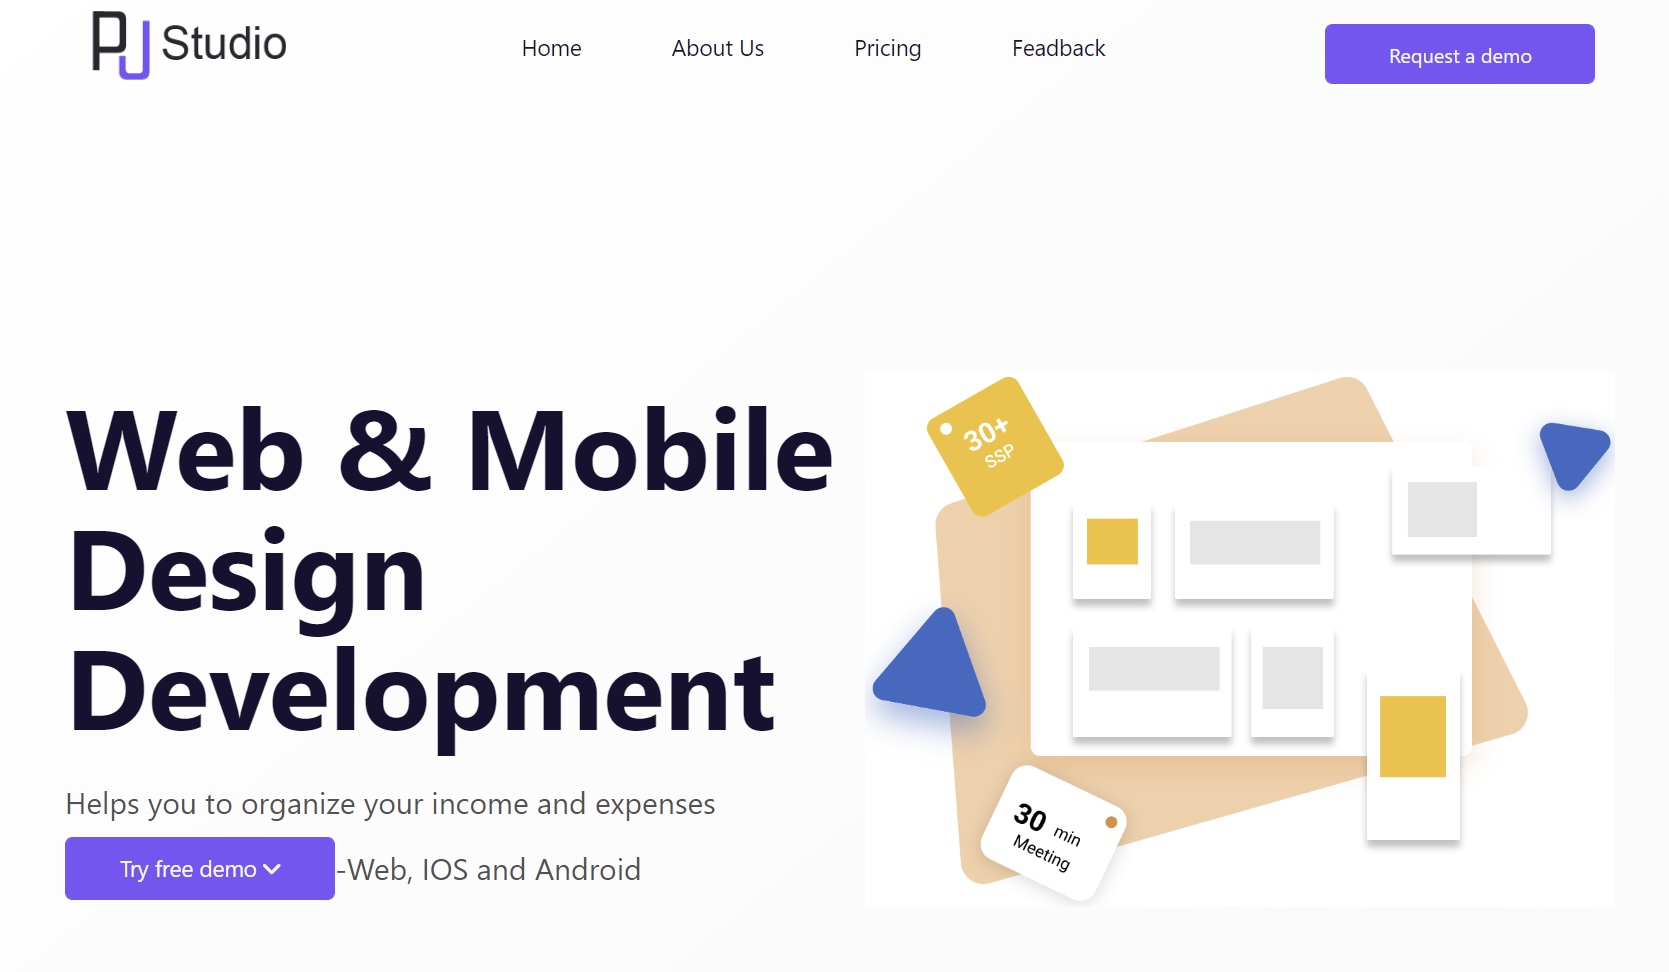 PJ Studio
Home
About Us
Pricing
Feadback
Request a demo
Web & Mobile
Design
Development
Helps you to organize your income and expenses
Try free demo
-Web, IOS and Android
30+
SSP
30 min
Meeting